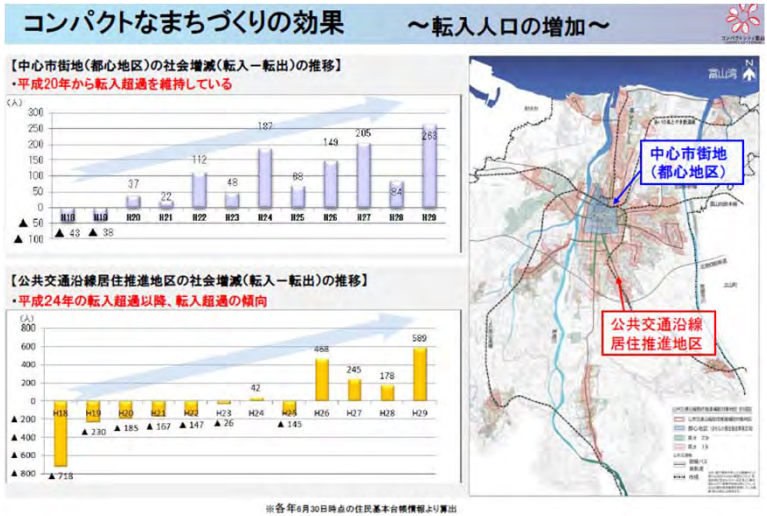 コンパクトなまちづくりの効果 ～転入人口の増加～
【中心市街地(都心地区)の社会増減(転入－転出)の推移】
・平成20年から転入超過を維持している
(人)
300
250
200
150
100
50
0
▲ 50
▲ 100
▲ 43
▲ 38
37
22
112
48
187
68
149
205
84
263
H18 H19 H20 H21 H22 H23 H24 H25 H26 H27 H28 H29
【公共交通沿線居住推進地区の社会増減(転入－転出)の推移】
・平成24年の転入超過以降、転入超過の傾向
(人)
800
600
400
200
0
▲ 200
▲ 400
▲ 600
▲ 800
H18 H19 H20 H21 H22 H23 H24 H25 H26 H27 H28 H29
▲ 718
▲ 230
▲ 185
▲ 167
▲ 147
▲ 26
42
▲ 145
468
245
178
589
富山湾
中心市街地
(都心地区)
公共交通沿線
居住推進地区
※各年6月30日時点の住民基本台帳情報より算出